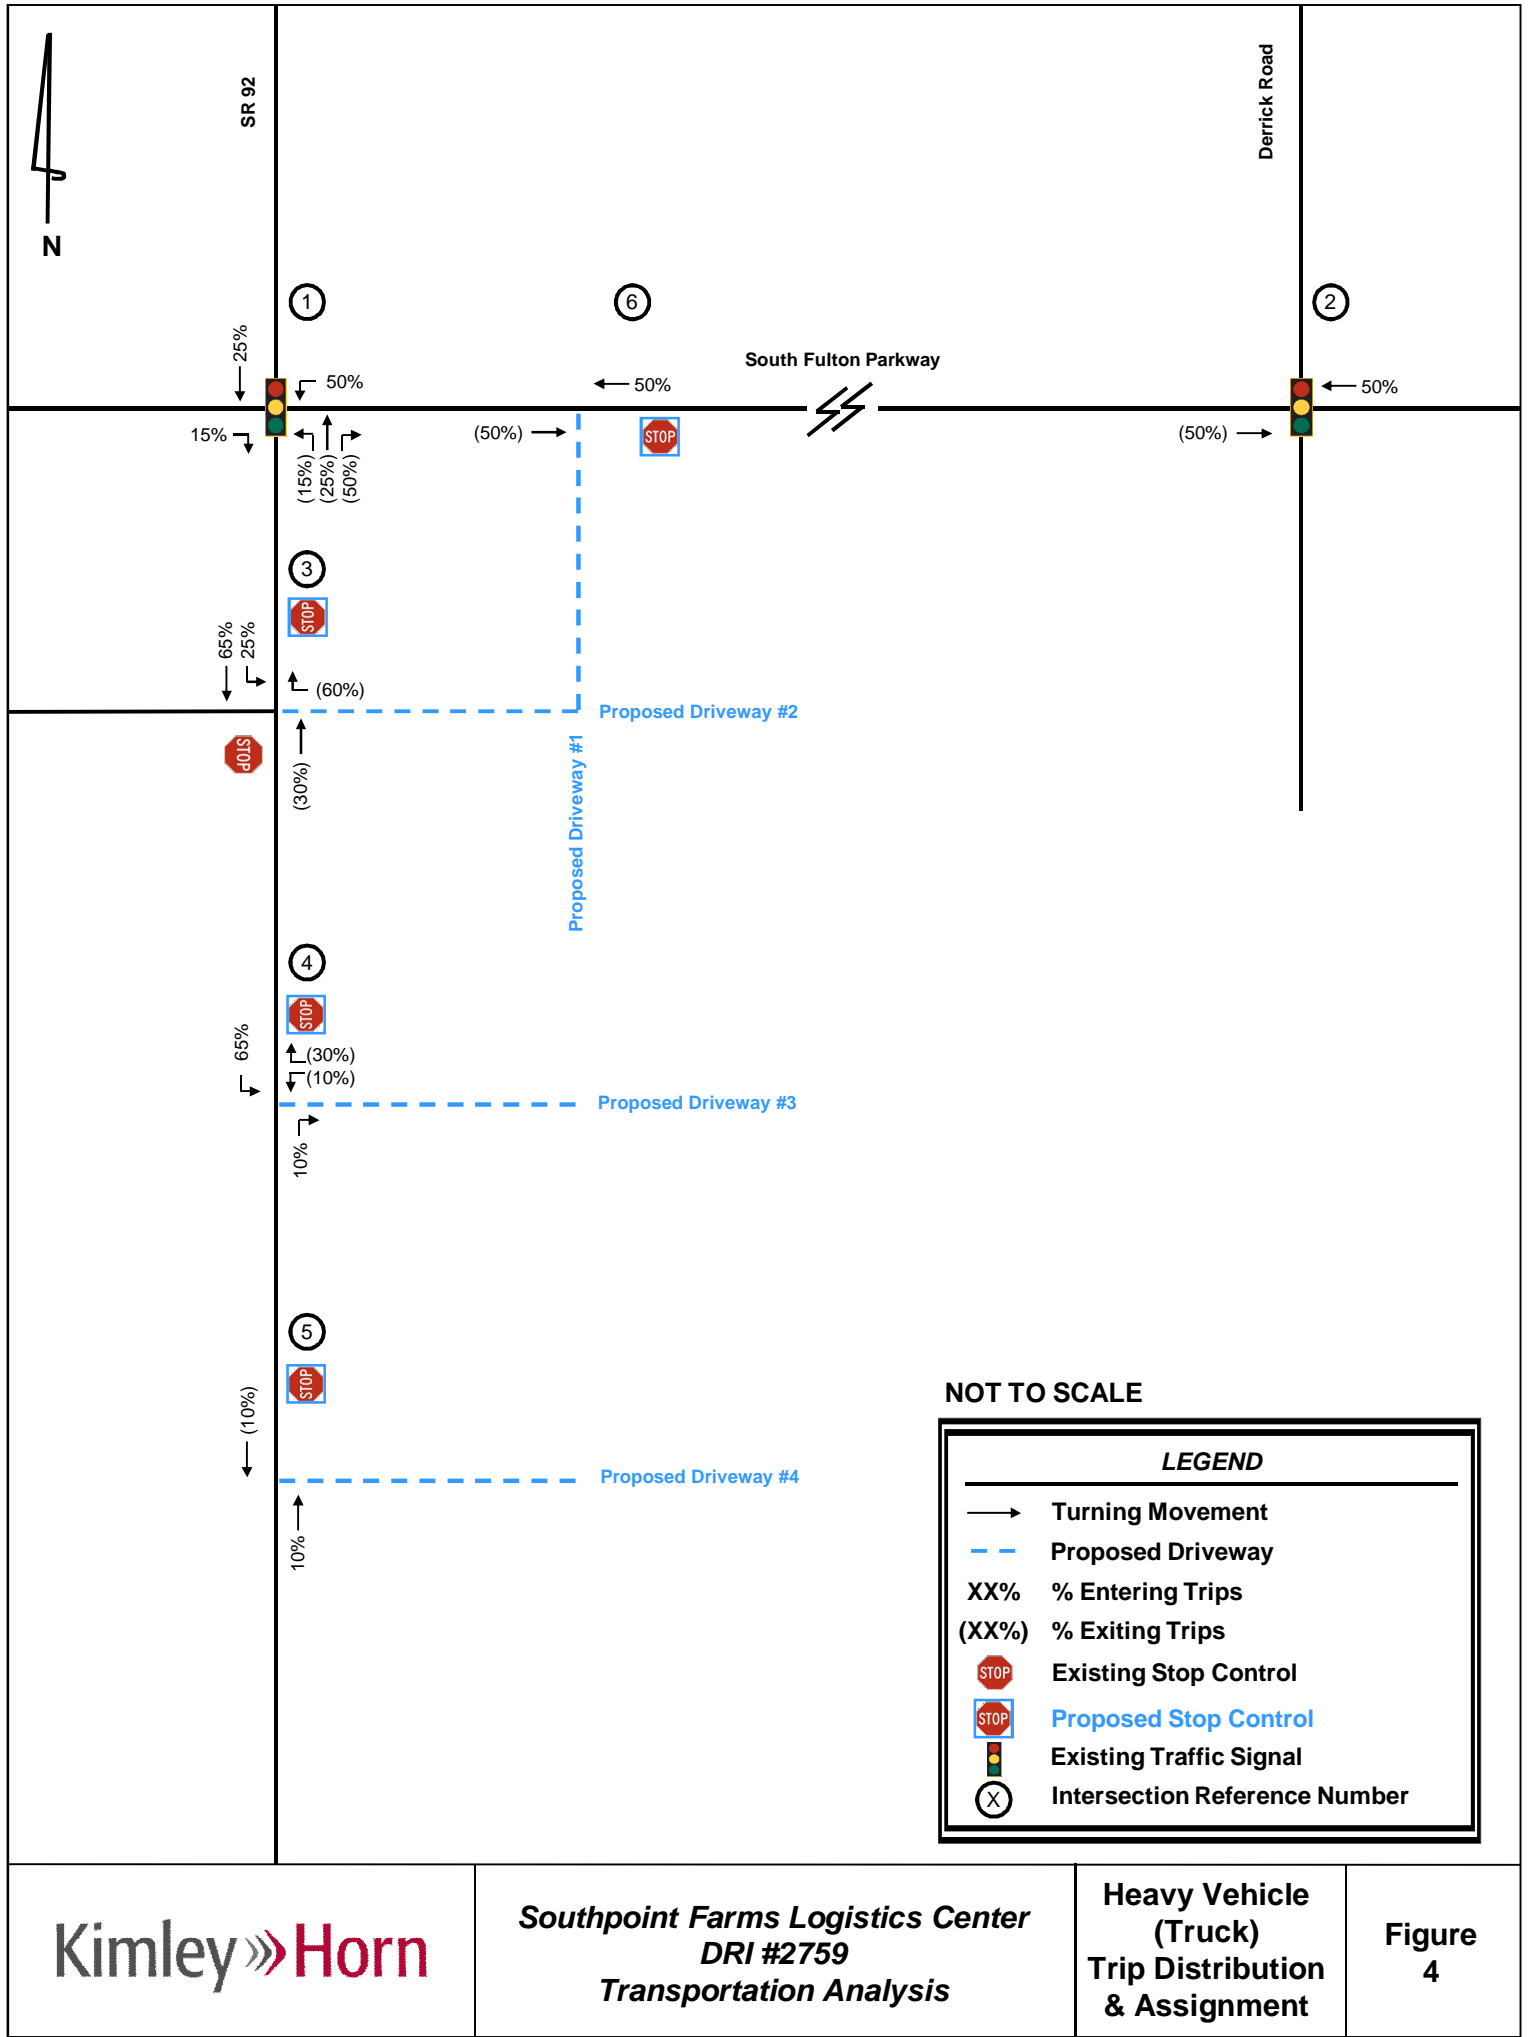 SR 92
Derrick Road
N
1
6
2
25%
South Fulton Parkway
50%
50%
50%
15%
(50%)
STOP
(50%)
(15%)
(25%)
(50%)
3
STOP
65%
25%
(60%)
Proposed Driveway #2
STOP
(30%)
Proposed Driveway #1
4
STOP
65%
(30%)
(10%)
Proposed Driveway #3
10%
5
STOP
(10%)
Proposed Driveway #4
10%
NOT TO SCALE
LEGEND
Turning Movement
Proposed Driveway
XX% % Entering Trips
(XX%) % Exiting Trips
STOP Existing Stop Control
STOP Proposed Stop Control
Existing Traffic Signal
X Intersection Reference Number
Kimley Horn
Southpoint Farms Logistics Center
DRI #2759
Transportation Analysis
Heavy Vehicle
(Truck)
Trip Distribution
& Assignment
Figure
4